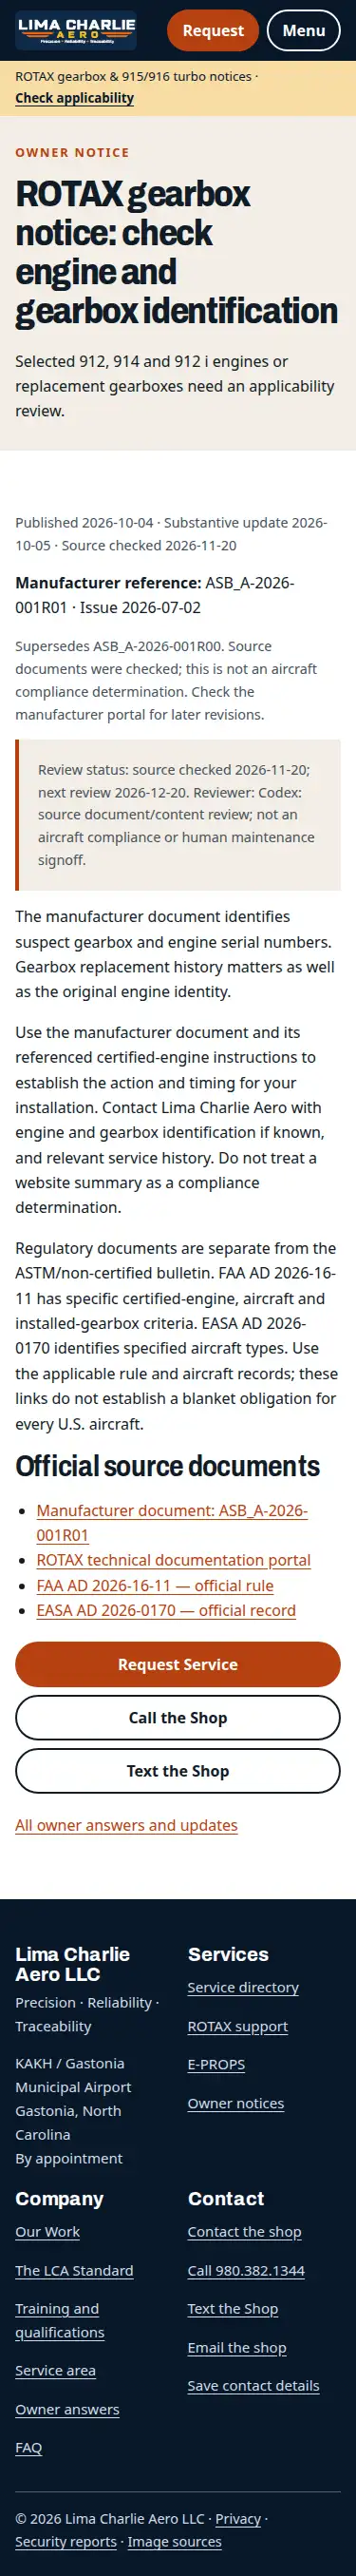 LIMA CHARLIE
AERO
Precision · Reliability · Traceability
Request
Menu
ROTAX gearbox & 915/916 turbo notices ·
Check applicability
OWNER NOTICE
ROTAX gearbox
notice: check
engine and
gearbox identification
Selected 912, 914 and 912 i engines or
replacement gearboxes need an applicability
review.
Published 2026-10-04 · Substantive update 2026-
10-05 · Source checked 2026-11-20
Manufacturer reference: ASB_A-2026-
001R01 · Issue 2026-07-02
Supersedes ASB_A-2026-001R00. Source
documents were checked; this is not an aircraft
compliance determination. Check the
manufacturer portal for later revisions.
Review status: source checked 2026-11-20;
next review 2026-12-20. Reviewer: Codex:
source document/content review; not an
aircraft compliance or human maintenance
signoff.
The manufacturer document identifies
suspect gearbox and engine serial numbers.
Gearbox replacement history matters as well
as the original engine identity.
Use the manufacturer document and its
referenced certified-engine instructions to
establish the action and timing for your
installation. Contact Lima Charlie Aero with
engine and gearbox identification if known,
and relevant service history. Do not treat a
website summary as a compliance
determination.
Regulatory documents are separate from the
ASTM/non-certified bulletin. FAA AD 2026-16-
11 has specific certified-engine, aircraft and
installed-gearbox criteria. EASA AD 2026-
0170 identifies specified aircraft types. Use
the applicable rule and aircraft records; these
links do not establish a blanket obligation for
every U.S. aircraft.
Official source documents
• Manufacturer document: ASB_A-2026-
001R01
• ROTAX technical documentation portal
• FAA AD 2026-16-11 — official rule
• EASA AD 2026-0170 — official record
Request Service
Call the Shop
Text the Shop
All owner answers and updates
Lima Charlie
Aero LLC
Precision · Reliability ·
Traceability
KAKH / Gastonia
Municipal Airport
Gastonia, North
Carolina
By appointment
Services
Service directory
ROTAX support
E-PROPS
Owner notices
Company
Our Work
The LCA Standard
Training and
qualifications
Service area
Owner answers
FAQ
Contact
Contact the shop
Call 980.382.1344
Text the Shop
Email the shop
Save contact details
© 2026 Lima Charlie Aero LLC · Privacy ·
Security reports · Image sources